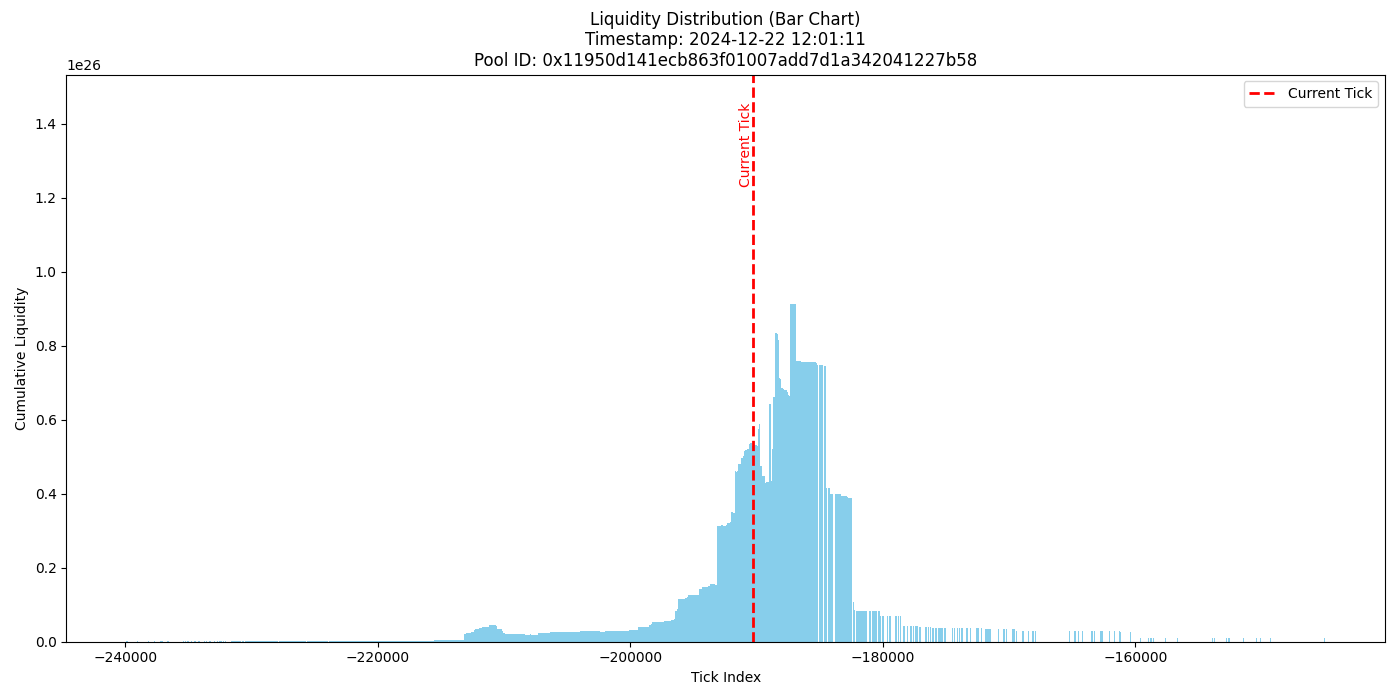 Liquidity Distribution (Bar Chart)
Timestamp: 2024-12-22 12:01:11
Pool ID: 0x11950d141ecb863f01007add7d1a342041227b58
1e26
Current Tick
Current Tick
1.4
1.2
1.0
0.8
0.6
0.4
0.2
0.0
Cumulative Liquidity
−240000
−220000
−200000
−180000
−160000
Tick Index